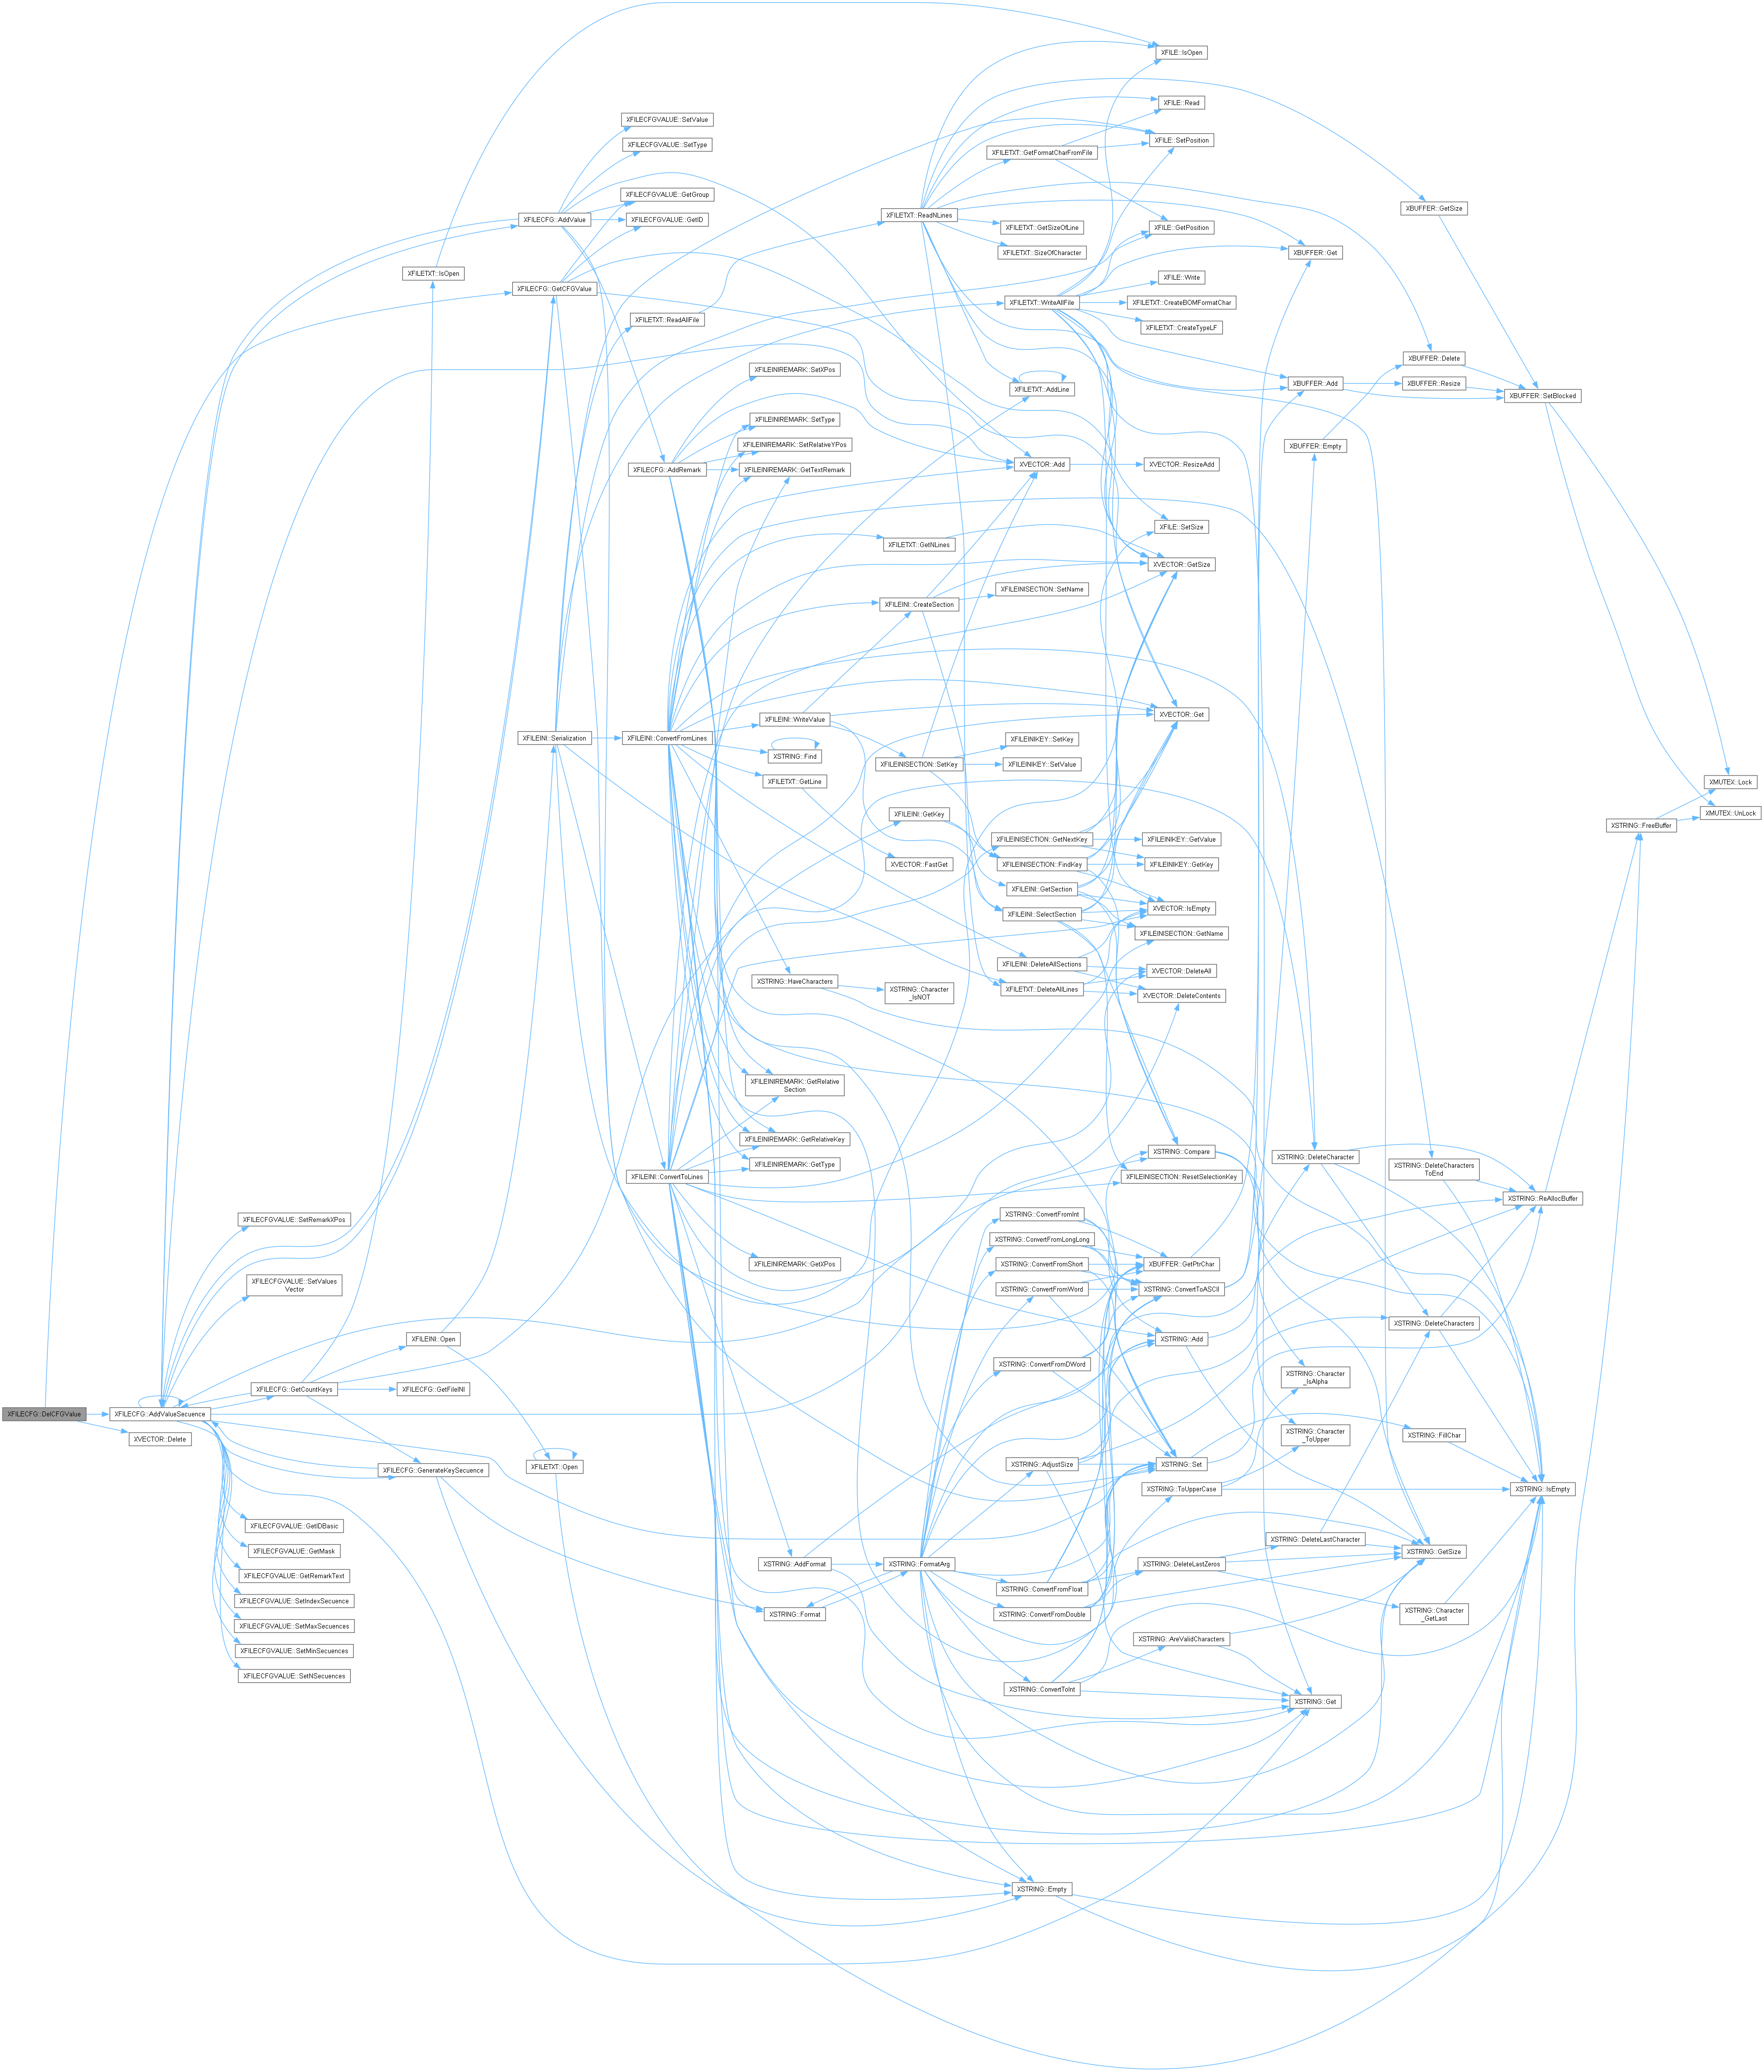 XFILE::IsOpen
XFILE::Read
XFILECFGVALUE::SetValue
XFILE::SetPosition
XFILECFGVALUE::SetType
XFILETXT::GetFormatCharFromFile
XFILECFGVALUE::GetGroup
XBUFFER::GetSize
XFILETXT::ReadNLines
XFILECFG::AddValue
XFILECFGVALUE::GetID
XFILETXT::GetSizeOfLine
XFILE::GetPosition
XFILETXT::SizeOfCharacter
XBUFFER::Get
XFILETXT::IsOpen
XFILE::Write
XFILECFG::GetCFGValue
XFILETXT::WriteAllFile
XFILETXT::CreateBOMFormatChar
XFILETXT::ReadAllFile
XFILETXT::CreateTypeLF
XBUFFER::Delete
XFILEINIREMARK::SetXPos
XFILETXT::AddLine
XBUFFER::Add
XBUFFER::Resize
XBUFFER::SetBlocked
XFILEINIREMARK::SetType
XFILEINIREMARK::SetRelativeYPos
XBUFFER::Empty
XFILECFG::AddRemark
XFILEINIREMARK::GetTextRemark
XVECTOR::Add
XVECTOR::ResizeAdd
XFILE::SetSize
XFILETXT::GetNLines
XVECTOR::GetSize
XFILEINISECTION::SetName
XFILEINI::CreateSection
XFILEINI::WriteValue
XVECTOR::Get
XFILEINI::Serialization
XFILEINI::ConvertFromLines
XSTRING::Find
XFILEINIKEY::SetKey
XFILEINISECTION::SetKey
XFILEINIKEY::SetValue
XFILETXT::GetLine
XMUTEX::Lock
XFILEINI::GetKey
XMUTEX::UnLock
XSTRING::FreeBuffer
XFILEINISECTION::GetNextKey
XFILEINIKEY::GetValue
XVECTOR::FastGet
XFILEINISECTION::FindKey
XFILEINIKEY::GetKey
XFILEINI::GetSection
XVECTOR::IsEmpty
XFILEINI::SelectSection
XFILEINISECTION::GetName
XFILEINI::DeleteAllSections
XVECTOR::DeleteAll
XSTRING::HaveCharacters
XSTRING::Character
_IsNOT
XFILETXT::DeleteAllLines
XVECTOR::DeleteContents
XFILEINIREMARK::GetRelative
Section
XFILEINIREMARK::GetRelativeKey
XSTRING::Compare
XSTRING::DeleteCharacter
XSTRING::DeleteCharacters
ToEnd
XFILEINIREMARK::GetType
XFILEINI::ConvertToLines
XFILEINISECTION::ResetSelectionKey
XSTRING::ReAllocBuffer
XFILECFGVALUE::SetRemarkXPos
XSTRING::ConvertFromInt
XSTRING::ConvertFromLongLong
XFILEINIREMARK::GetXPos
XSTRING::ConvertFromShort
XBUFFER::GetPtrChar
XFILECFGVALUE::SetValues
Vector
XSTRING::ConvertFromWord
XSTRING::ConvertToASCII
XSTRING::DeleteCharacters
XFILEINI::Open
XSTRING::Add
XSTRING::ConvertFromDWord
XSTRING::Character
_IsAlpha
XFILECFG::GetCountKeys
XFILECFG::GetFileINI
XFILECFG::DelCFGValue
XFILECFG::AddValueSecuence
XSTRING::Character
_ToUpper
XSTRING::FillChar
XVECTOR::Delete
XFILECFG::GenerateKeySecuence
XFILETXT::Open
XSTRING::AdjustSize
XSTRING::Set
XSTRING::ToUpperCase
XSTRING::IsEmpty
XFILECFGVALUE::GetIDBasic
XFILECFGVALUE::GetMask
XSTRING::DeleteLastCharacter
XSTRING::GetSize
XSTRING::AddFormat
XSTRING::FormatArg
XSTRING::DeleteLastZeros
XFILECFGVALUE::GetRemarkText
XSTRING::ConvertFromFloat
XFILECFGVALUE::SetIndexSecuence
XSTRING::Format
XSTRING::ConvertFromDouble
XSTRING::Character
_GetLast
XFILECFGVALUE::SetMaxSecuences
XSTRING::AreValidCharacters
XFILECFGVALUE::SetMinSecuences
XFILECFGVALUE::SetNSecuences
XSTRING::ConvertToInt
XSTRING::Get
XSTRING::Empty